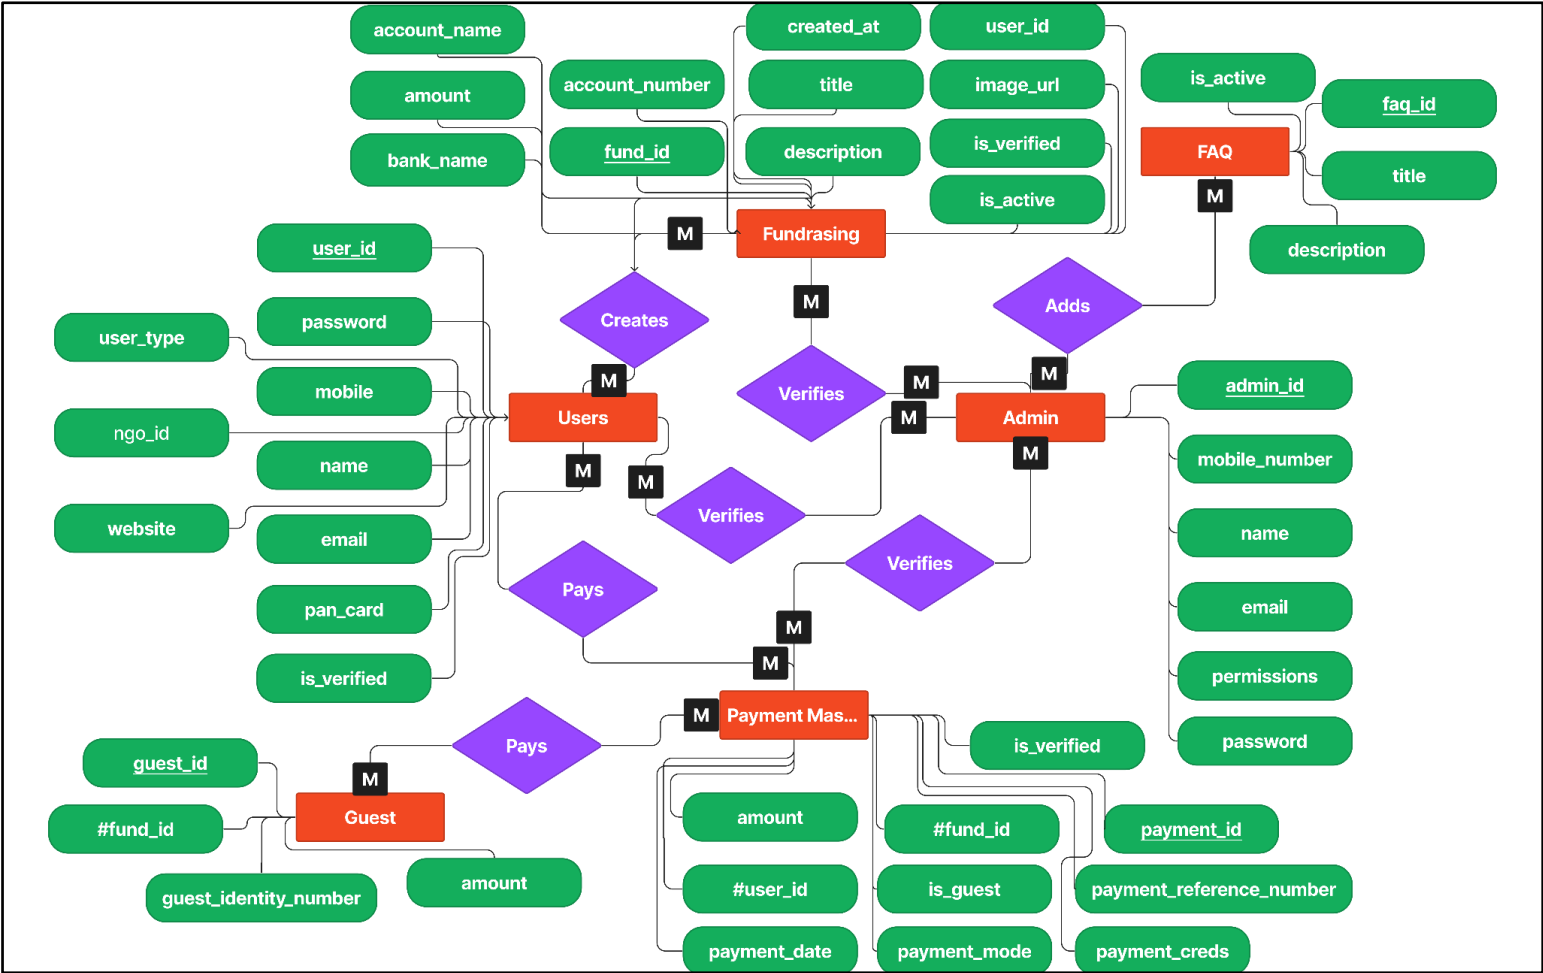 account_name
created_at
user_id
is_active
account_number
title
image_url
amount
faq_id
bank_name
fund_id
description
is_verified
FAQ
title
is_active
M
user_id
M
Fundrasing
description
password
M
Creates
Adds
user_type
mobile
M
Verifies
M
M
admin_id
ngo_id
Users
M
Admin
name
M
M
M
mobile_number
website
email
Verifies
name
Verifies
pan_card
Pays
email
M
is_verified
M
permissions
guest_id
Pays
M
Payment Mas...
is_verified
password
M
#fund_id
Guest
amount
#fund_id
payment_id
guest_identity_number
amount
#user_id
is_guest
payment_reference_number
payment_date
payment_mode
payment_creds